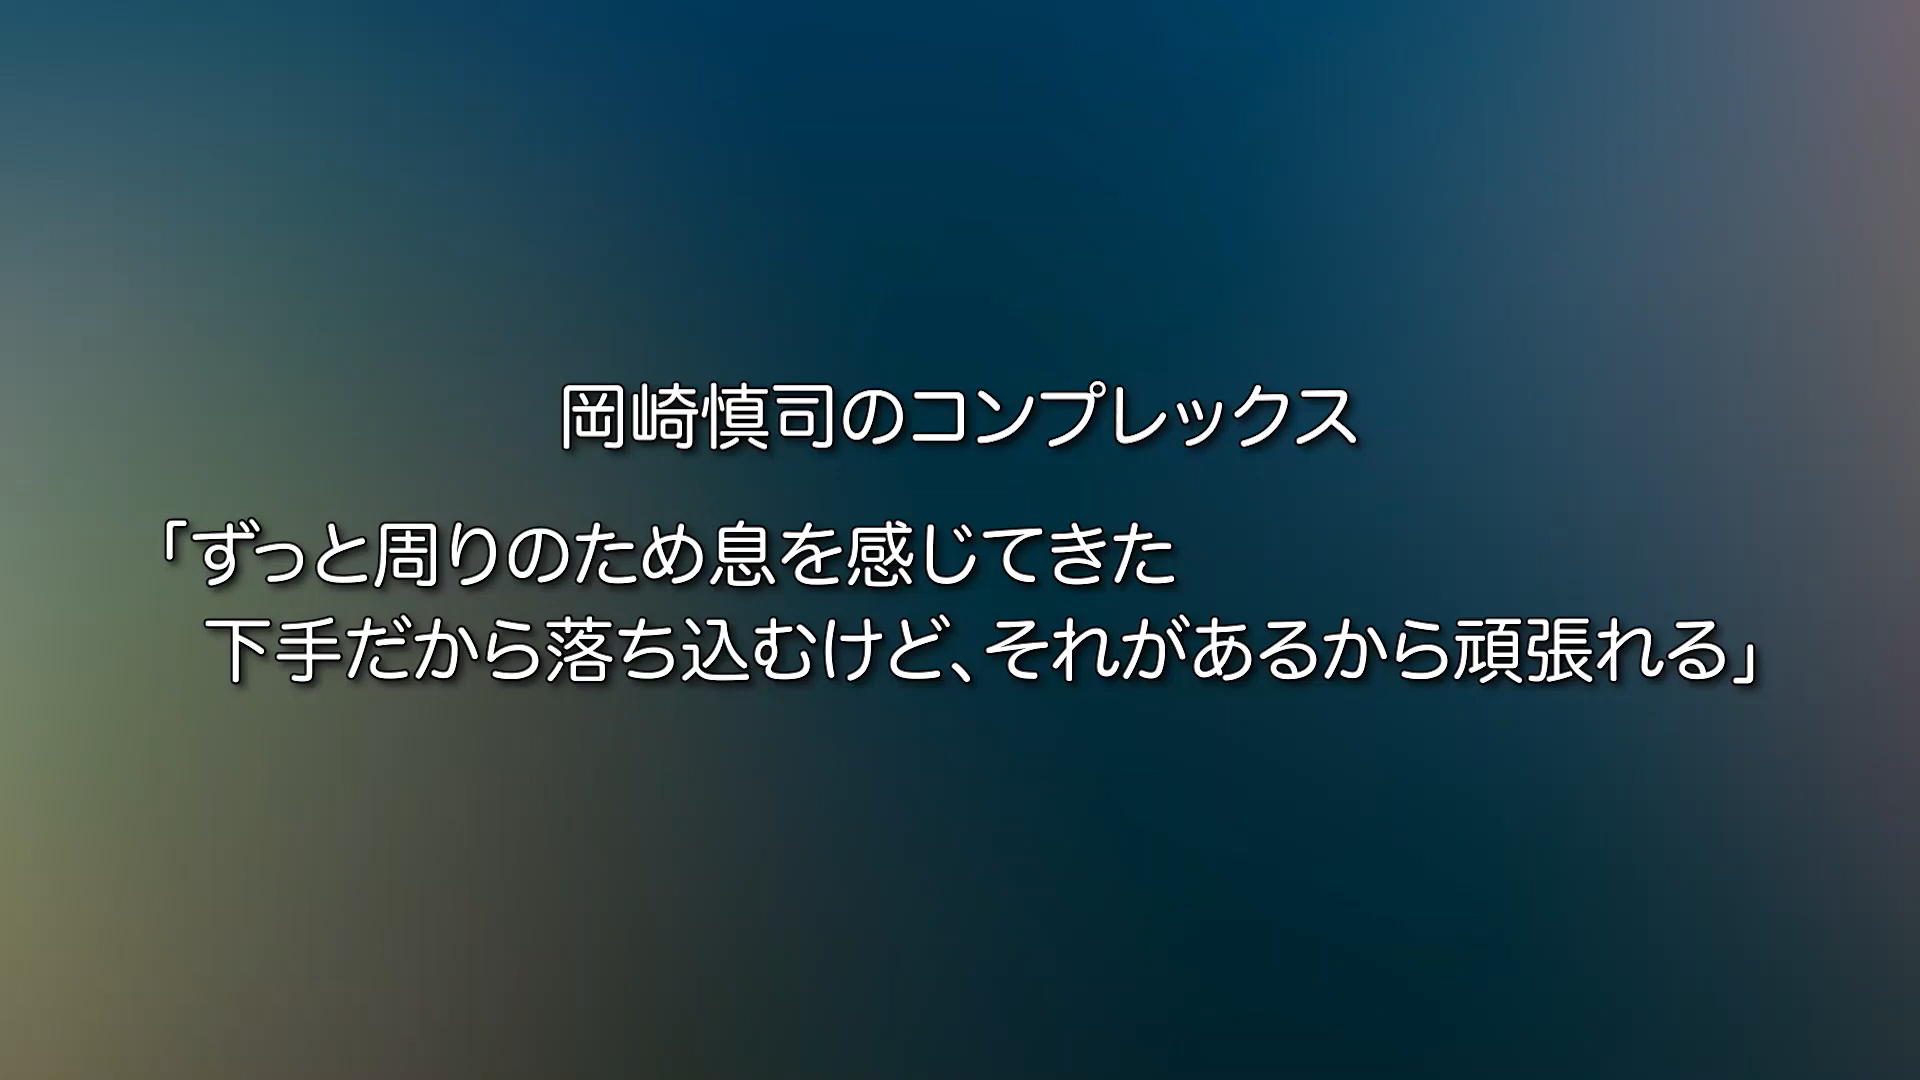 岡崎慎司のコンプレックス
「ずっと周りのため息を感じてきた
下手だから落ち込むけど、それがあるから頑張れる」